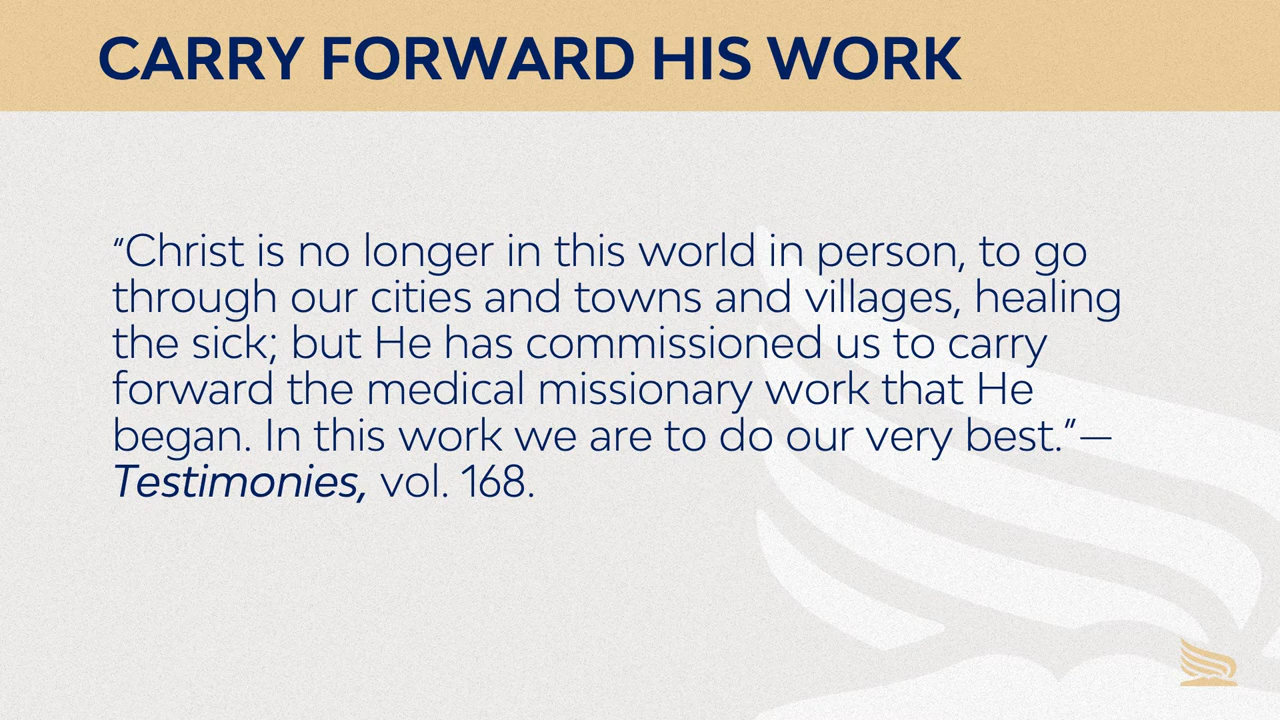 CARRY FORWARD HIS WORK
“Christ is no longer in this world in person, to go
through our cities and towns and villages, healing
the sick; but He has commissioned us to carry
forward the medical missionary work that He
began. In this work we are to do our very best.”—
Testimonies, vol. 168.